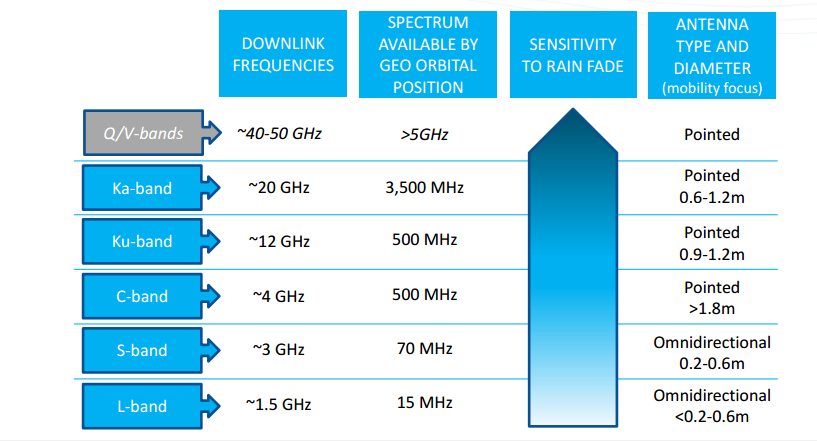 DOWNLINK
FREQUENCIES
SPECTRUM
AVAILABLE BY
GEO ORBITAL
POSITION
SENSITIVITY
TO RAIN FADE
ANTENNA
TYPE AND
DIAMETER
(mobility focus)
Q/V-bands
~40-50 GHz
>5GHz
Pointed
Ka-band
~20 GHz
3,500 MHz
Pointed
0.6-1.2m
Ku-band
~12 GHz
500 MHz
Pointed
0.9-1.2m
C-band
~4 GHz
500 MHz
Pointed
>1.8m
S-band
~3 GHz
70 MHz
Omnidirectional
0.2-0.6m
L-band
~1.5 GHz
15 MHz
Omnidirectional
<0.2-0.6m